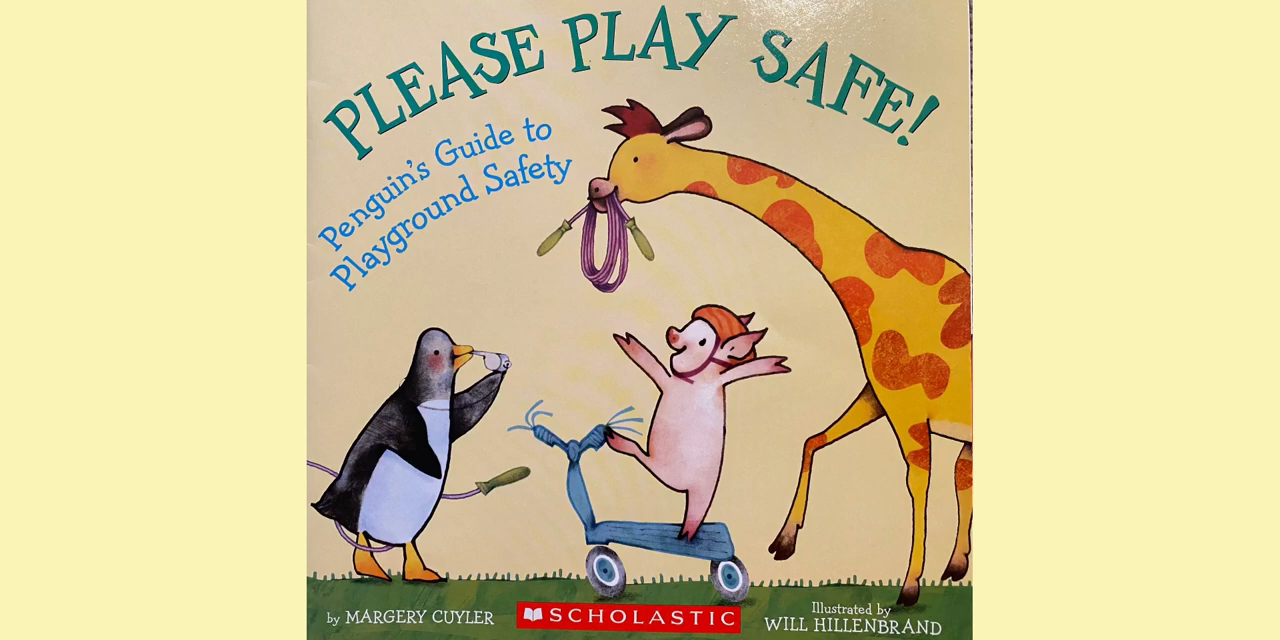 PLEASE PLAY SAFE!
Penguin's Guide to
Playground Safety
by MARGERY CUYLER
SCHOLASTIC
Illustrated by
WILL HILLENBRAND